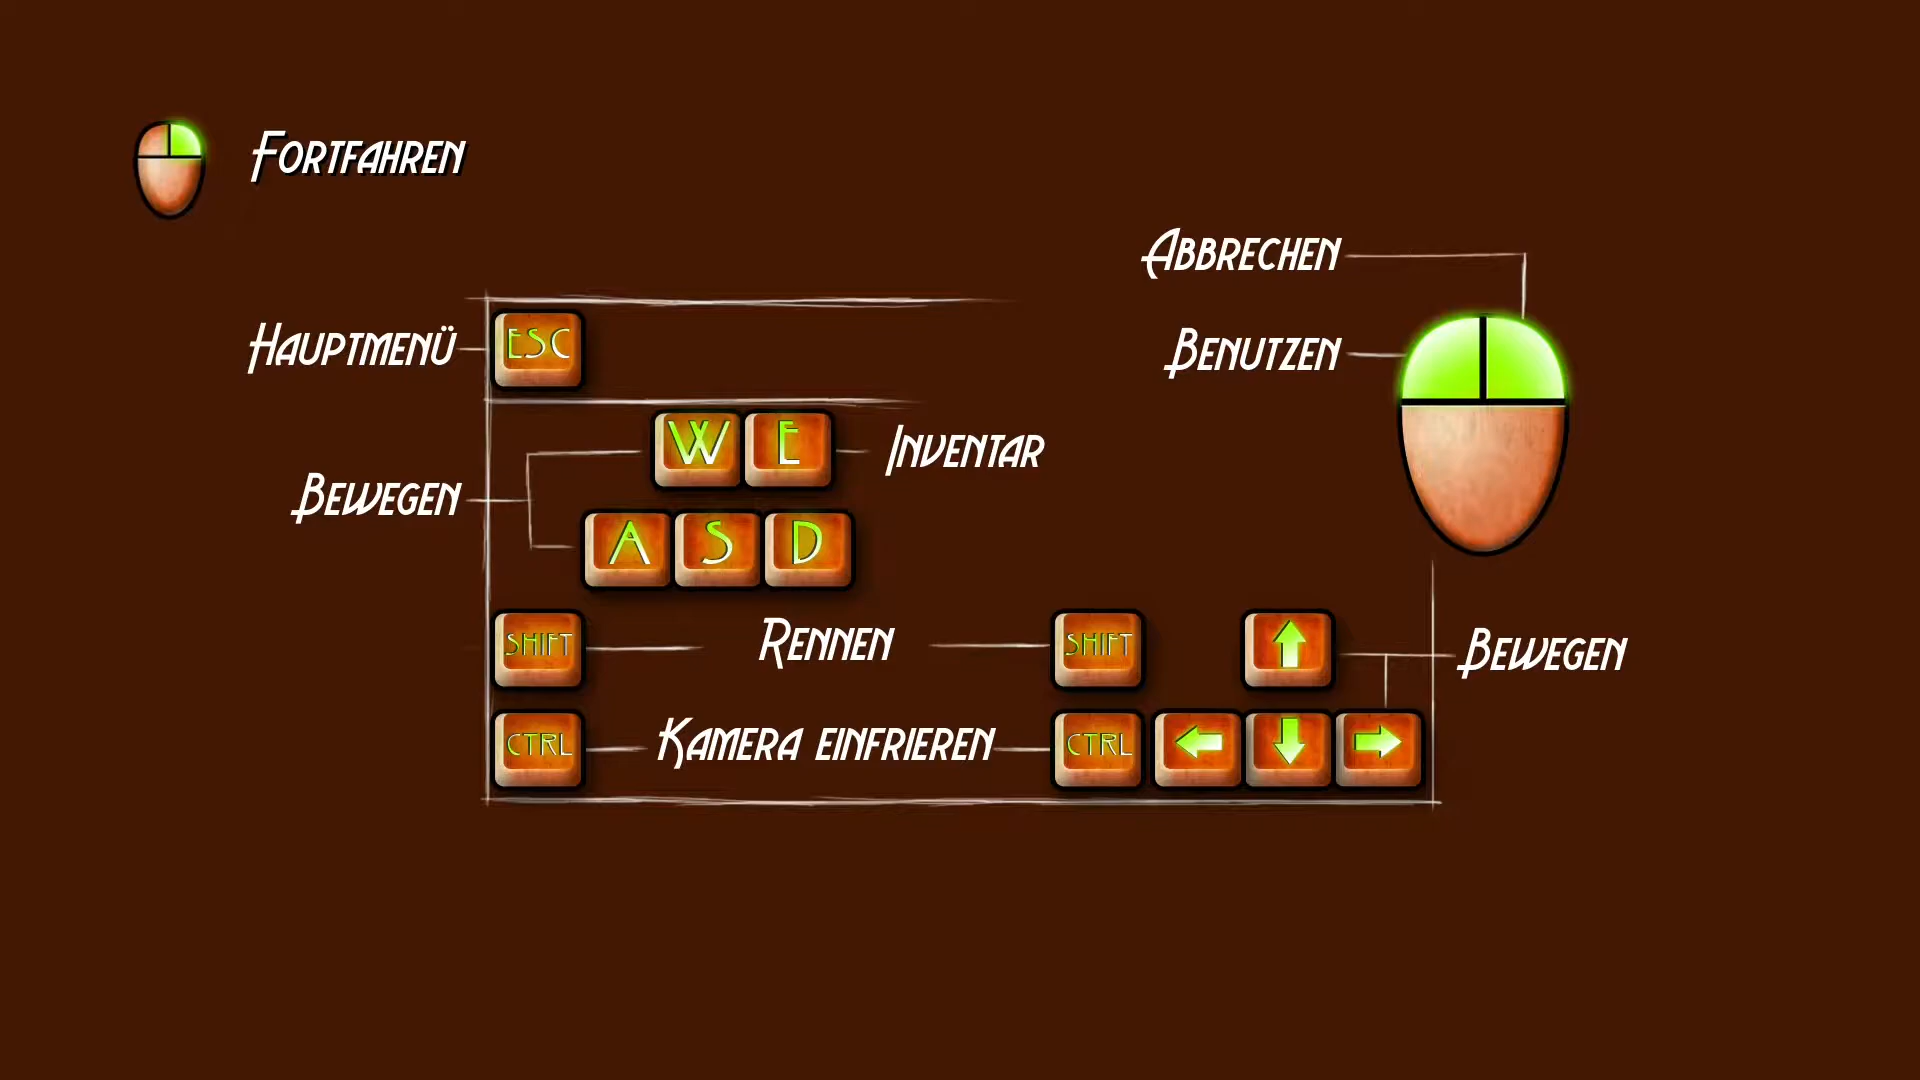 Fortfahren
Abbrechen
Hauptmenü
ESC
Benutzen
W E
Inventar
Bewegen
A S D
SHIFT
Rennen
SHIFT
Bewegen
CTRL
Kamera einfrieren
CTRL